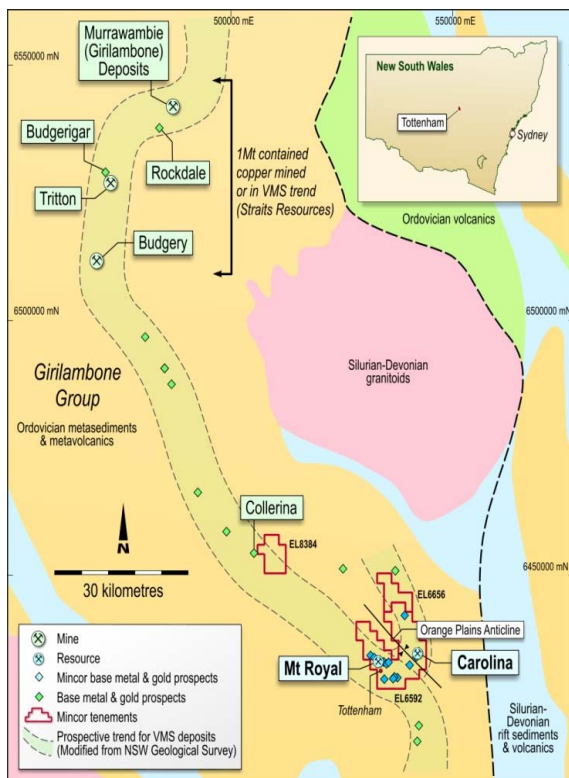 500000 mE
550000 mE
6550000 mN
Murrawambie
(Girilambone)
Deposits
New South Wales
Tottenham
Sydney
Budgerigar
Rockdale
Tritton
1Mt contained
copper mined
or in VMS trend
(Straits Resources)
Ordovician volcanics
Budgery
6500000 mN
6500000 mN
Silurian-Devonian
granitoids
Girilambone
Group
Ordovician metasediments
& metavolcanics
Collerina
EL8384
N
30 kilometres
6450000 mN
EL6656
Orange Plains Anticline
Mt Royal
Carolina
Tottenham
EL6592
Silurian-
Devonian
rift sediments
& volcanics
Mine
Resource
Mincor base metal & gold prospects
Base metal & gold prospects
Mincor tenements
Prospective trend for VMS deposits
(Modified from NSW Geological Survey)